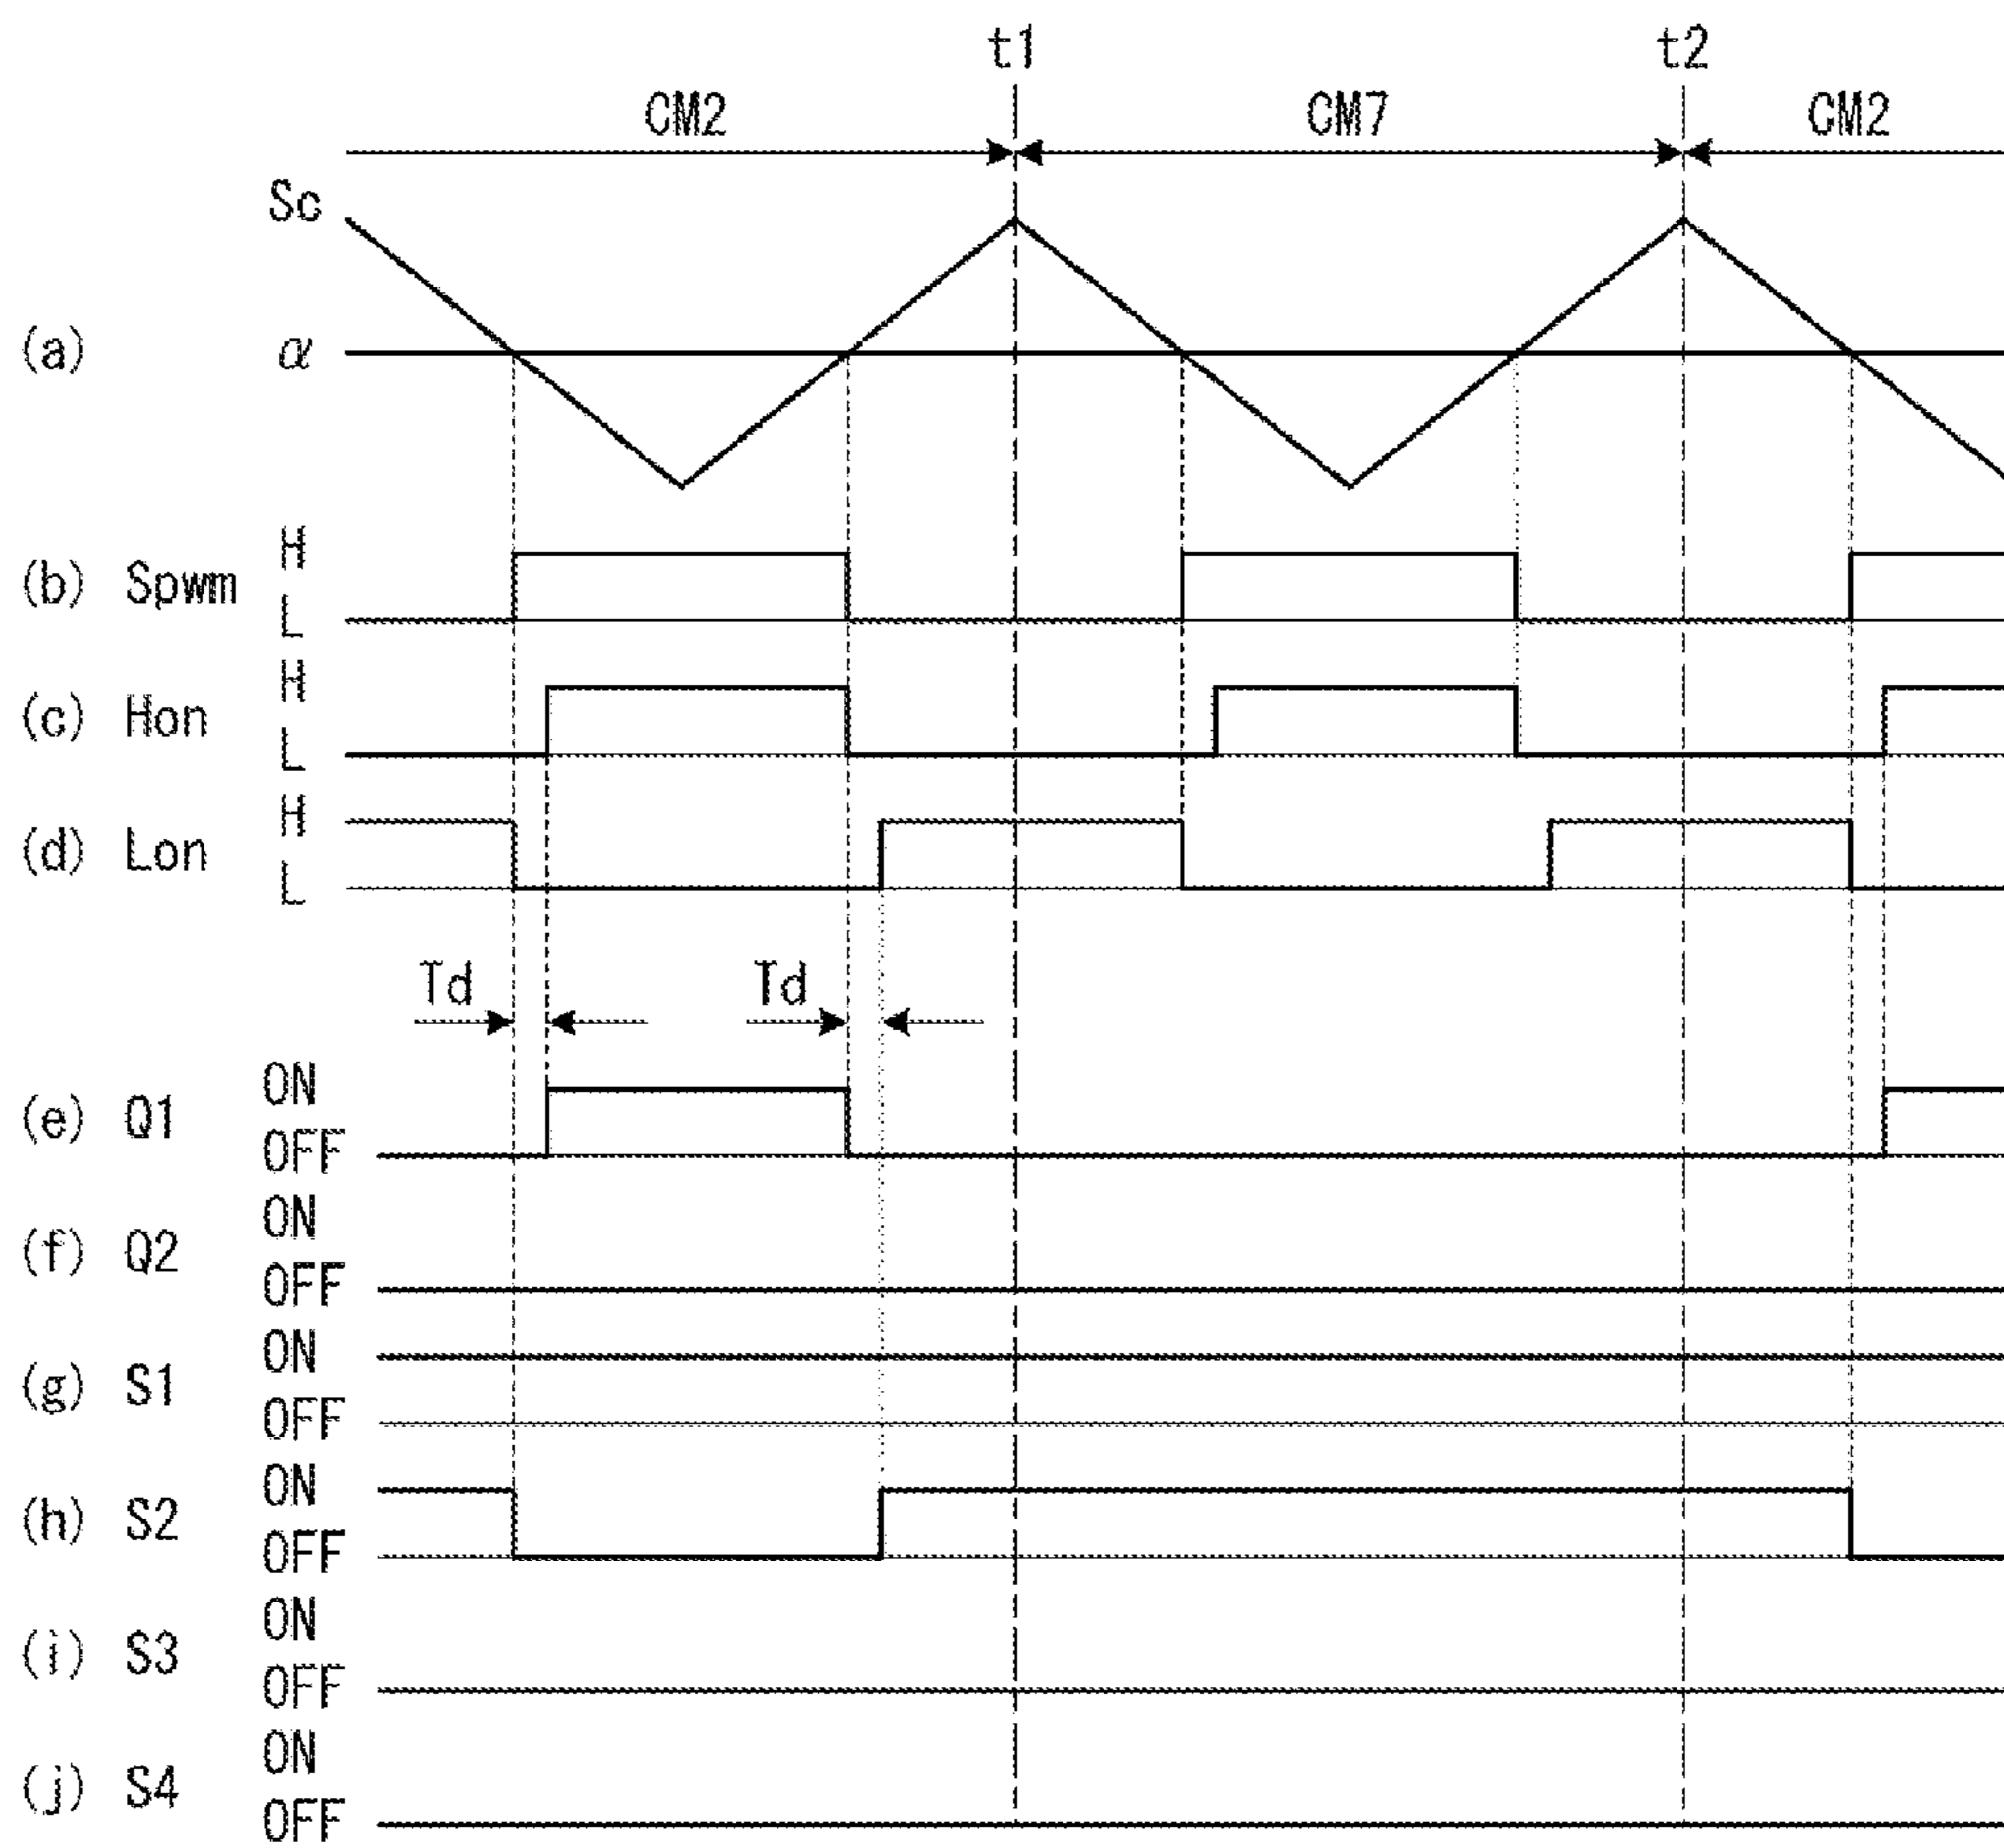 t1 t2
CM2 CM7 CM2
Sc
(a) α
(b) Spwm H L
(c) Hon H L
(d) Lon H L
Td Td
(e) Q1 ON OFF
(f) Q2 ON OFF
(g) S1 ON OFF
(h) S2 ON OFF
(i) S3 ON OFF
(j) S4 ON OFF